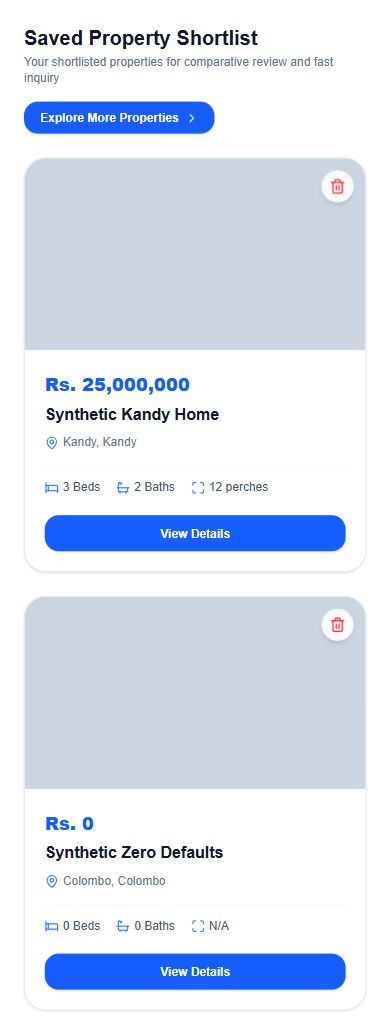 Saved Property Shortlist
Your shortlisted properties for comparative review and fast
inquiry
Explore More Properties
Rs. 25,000,000
Synthetic Kandy Home
Kandy, Kandy
3 Beds 2 Baths 12 perches
View Details
Rs. 0
Synthetic Zero Defaults
Colombo, Colombo
0 Beds 0 Baths N/A
View Details